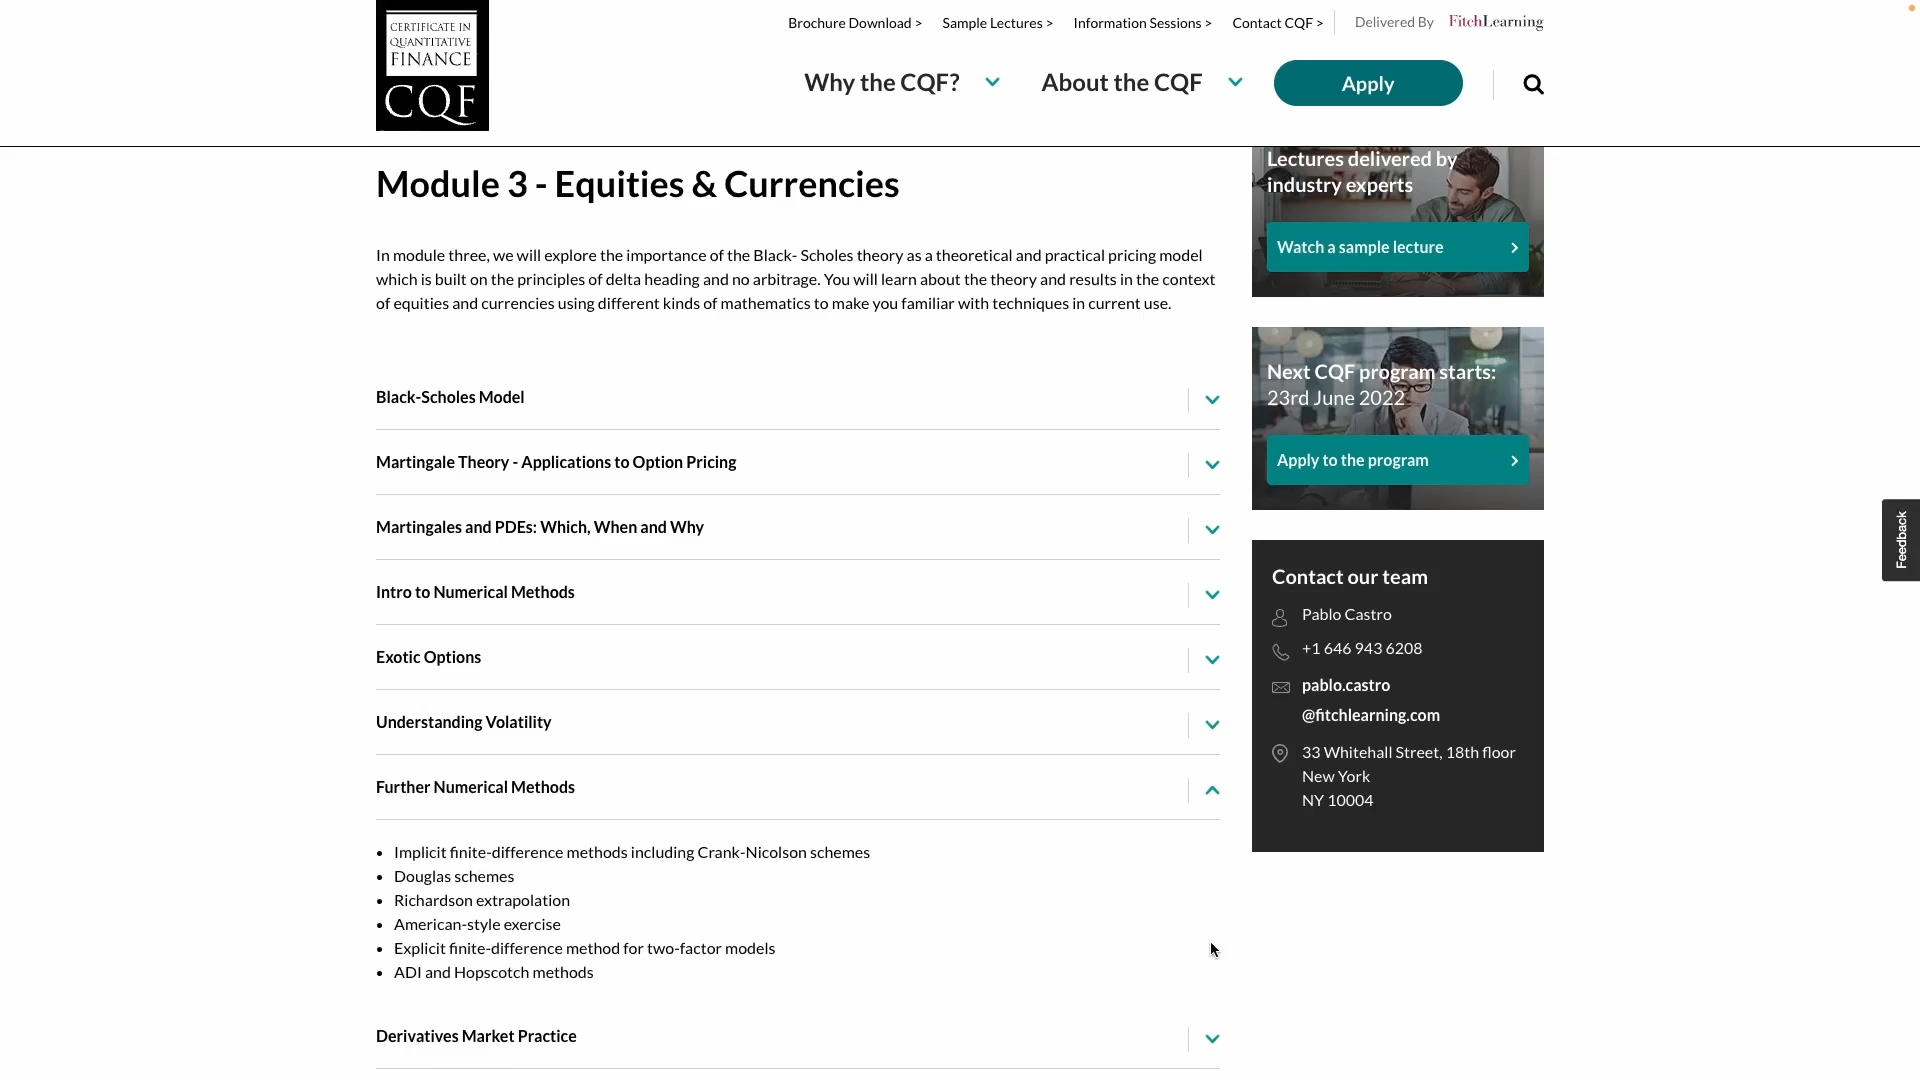 CERTIFICATE IN
QUANTITATIVE
FINANCE
CQF
Brochure Download >
Sample Lectures >
Information Sessions >
Contact CQF >
Delivered By
FitchLearning
Why the CQF?
About the CQF
Apply
Module 3 - Equities & Currencies
In module three, we will explore the importance of the Black- Scholes theory as a theoretical and practical pricing model
which is built on the principles of delta heading and no arbitrage. You will learn about the theory and results in the context
of equities and currencies using different kinds of mathematics to make you familiar with techniques in current use.
Black-Scholes Model
Martingale Theory - Applications to Option Pricing
Martingales and PDEs: Which, When and Why
Intro to Numerical Methods
Exotic Options
Understanding Volatility
Further Numerical Methods
• Implicit finite-difference methods including Crank-Nicolson schemes
• Douglas schemes
• Richardson extrapolation
• American-style exercise
• Explicit finite-difference method for two-factor models
• ADI and Hopscotch methods
Derivatives Market Practice
Lectures delivered by
industry experts
Watch a sample lecture
Next CQF program starts:
23rd June 2022
Apply to the program
Contact our team
Pablo Castro
+1 646 943 6208
pablo.castro
@fitchlearning.com
33 Whitehall Street, 18th floor
New York
NY 10004
Feedback